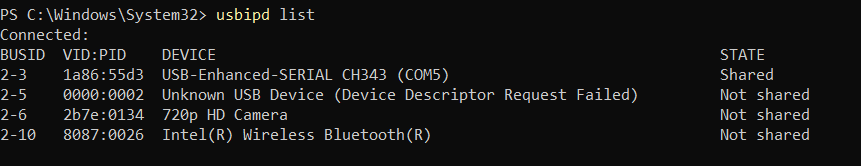 PS C:\Windows\System32> usbipd list
Connected:
BUSID  VID:PID    DEVICE                                                        STATE
2-3    1a86:55d3  USB-Enhanced-SERIAL CH343 (COM5)                              Shared
2-5    0000:0002  Unknown USB Device (Device Descriptor Request Failed)         Not shared
2-6    2b7e:0134  720p HD Camera                                                Not shared
2-10   8087:0026  Intel(R) Wireless Bluetooth(R)                                Not shared